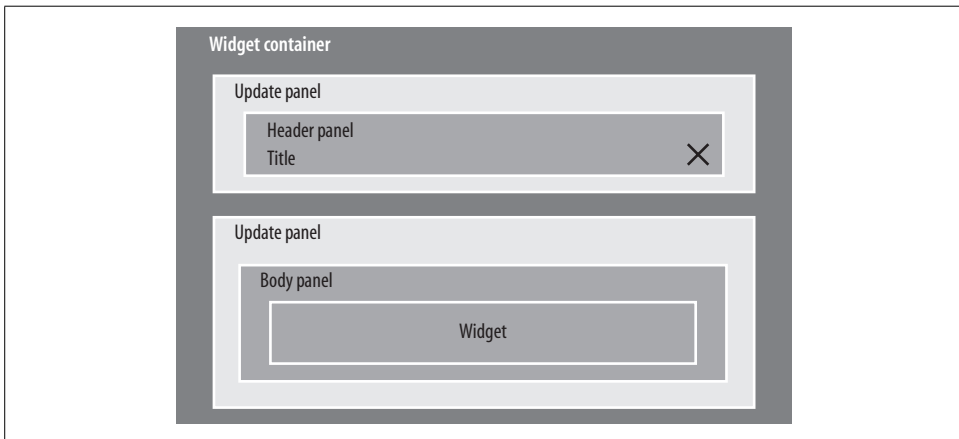 Widget container
Update panel
Header panel
Title
Update panel
Body panel
Widget